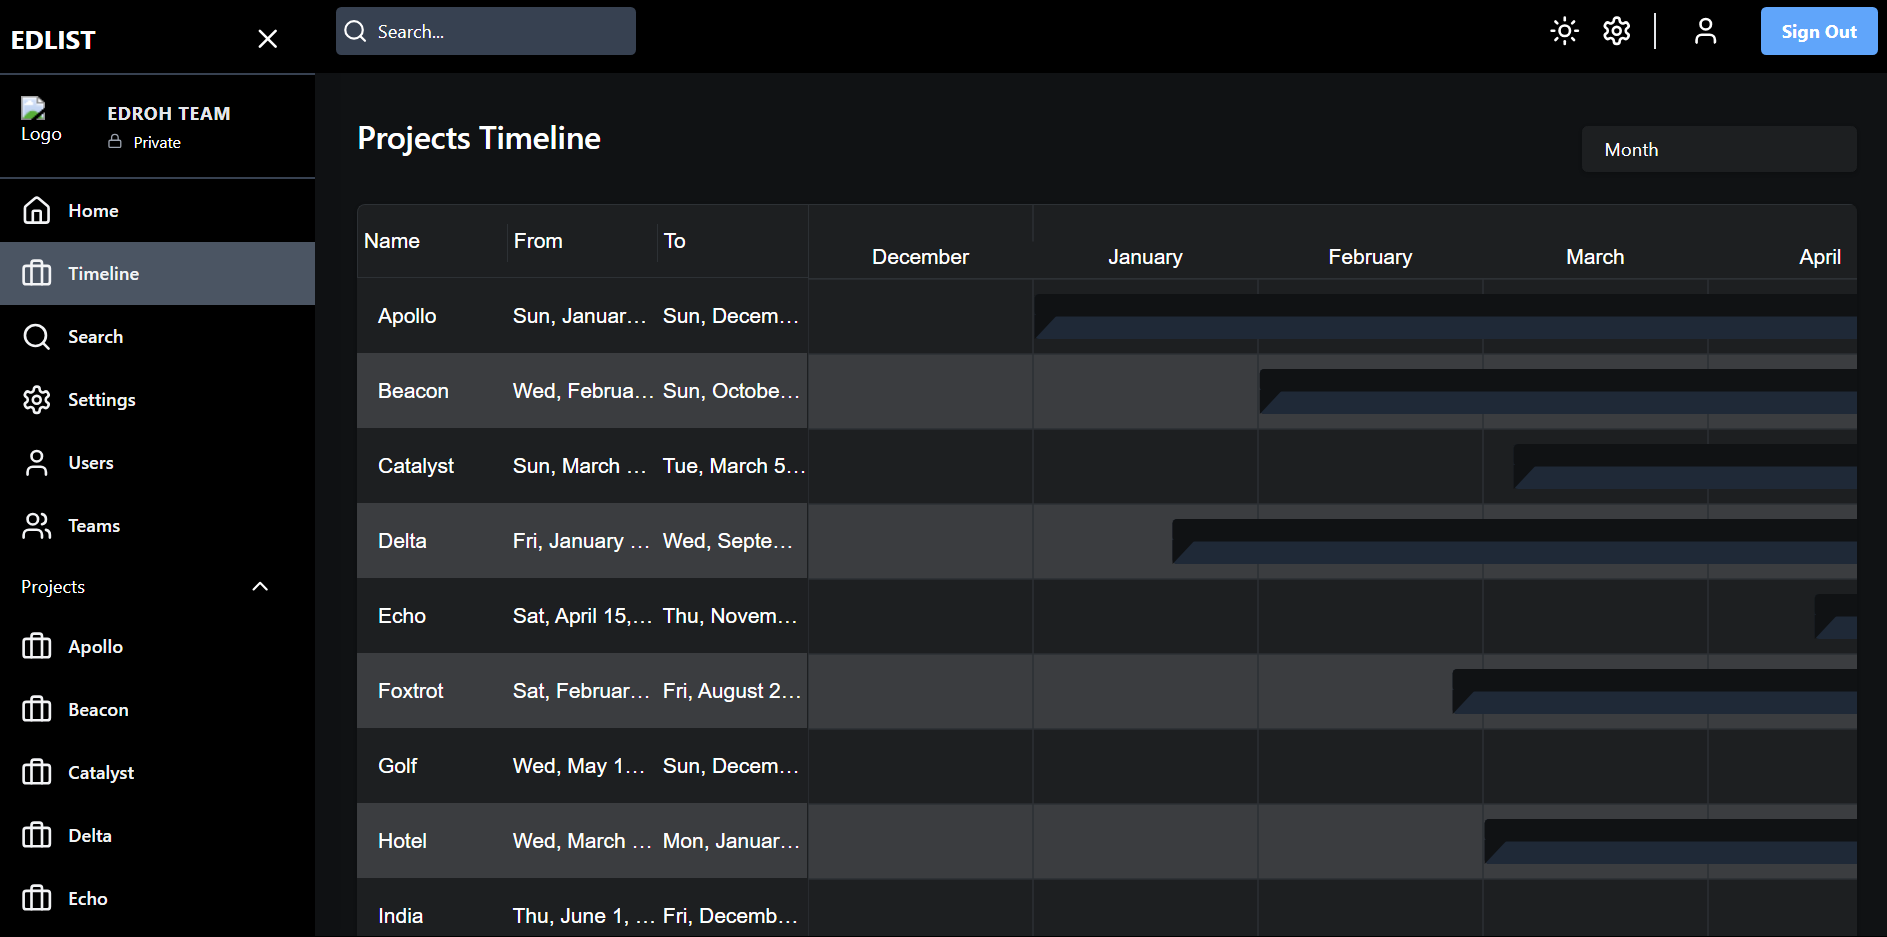 EDLIST
Search...
Sign Out
Logo
EDROH TEAM
Private
Home
Timeline
Search
Settings
Users
Teams
Projects
Apollo
Beacon
Catalyst
Delta
Echo
Projects Timeline
Month
Name From To December January February March April
Apollo Sun, Januar... Sun, Decem...
Beacon Wed, Februa... Sun, Octobe...
Catalyst Sun, March ... Tue, March 5...
Delta Fri, January ... Wed, Septe...
Echo Sat, April 15,... Thu, Novem...
Foxtrot Sat, Februar... Fri, August 2...
Golf Wed, May 1... Sun, Decem...
Hotel Wed, March ... Mon, Januar...
India Thu, June 1, ... Fri, Decemb...